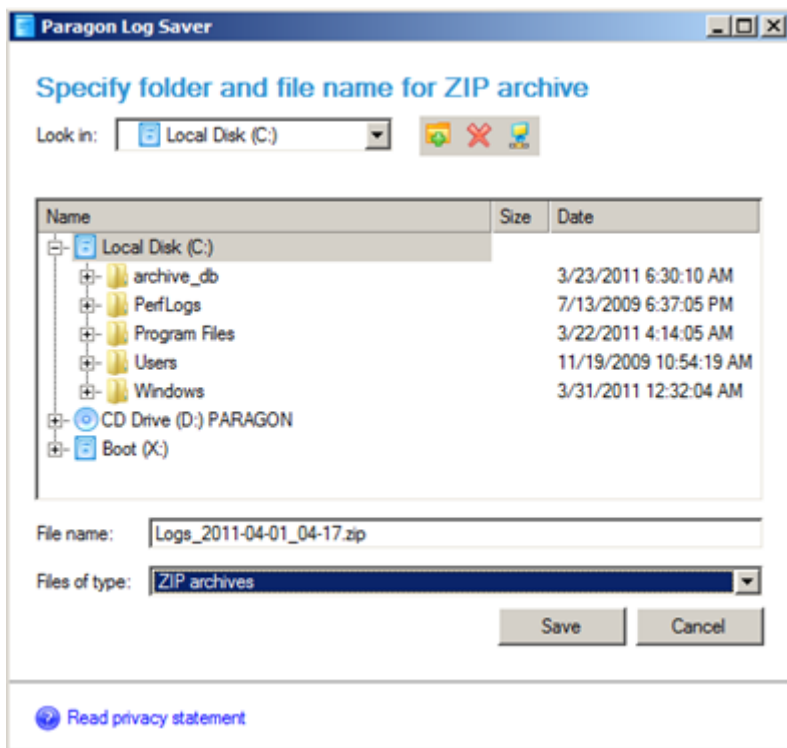 Paragon Log Saver
Specify folder and file name for ZIP archive
Look in: Local Disk (C:)
Name Size Date
Local Disk (C:)
archive_db 3/23/2011 6:30:10 AM
PerfLogs 7/13/2009 6:37:05 PM
Program Files 3/22/2011 4:14:05 AM
Users 11/19/2009 10:54:19 AM
Windows 3/31/2011 12:32:04 AM
CD Drive (D:) PARAGON
Boot (X:)
File name: Logs_2011-04-01_04-17.zip
Files of type: ZIP archives
Save Cancel
Read privacy statement